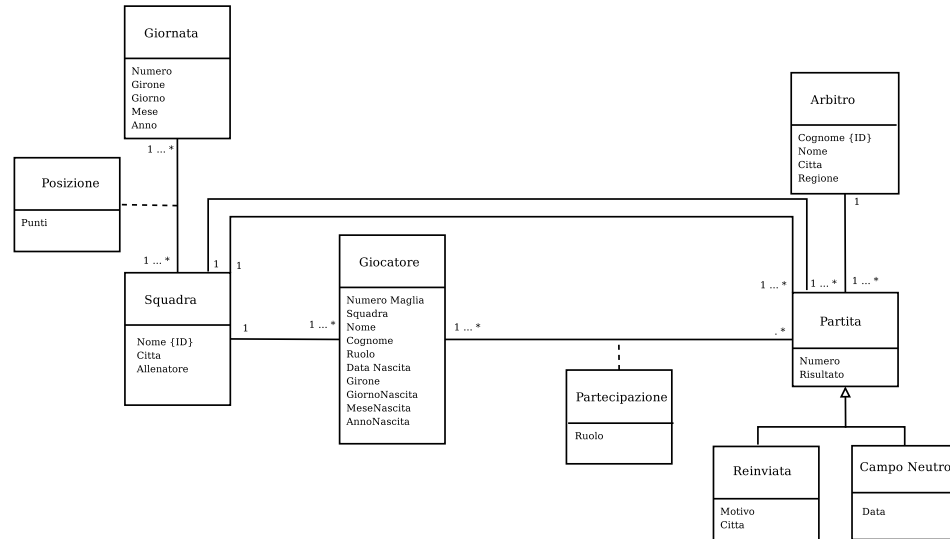 Giornata
Numero
Girone
Giorno
Mese
Anno
1 ... *
Posizione
Punti
1 ... *
Squadra
Nome {ID}
Citta
Allenatore
1
1
1
1 ... *
Giocatore
Numero Maglia
Squadra
Nome
Cognome
Ruolo
Data Nascita
Girone
GiornoNascita
MeseNascita
AnnoNascita
1 ... *
. *
Partecipazione
Ruolo
Arbitro
Cognome {ID}
Nome
Citta
Regione
1
1 ... *
1 ... *
1 ... *
Partita
Numero
Risultato
Reinviata
Motivo
Citta
Campo Neutro
Data